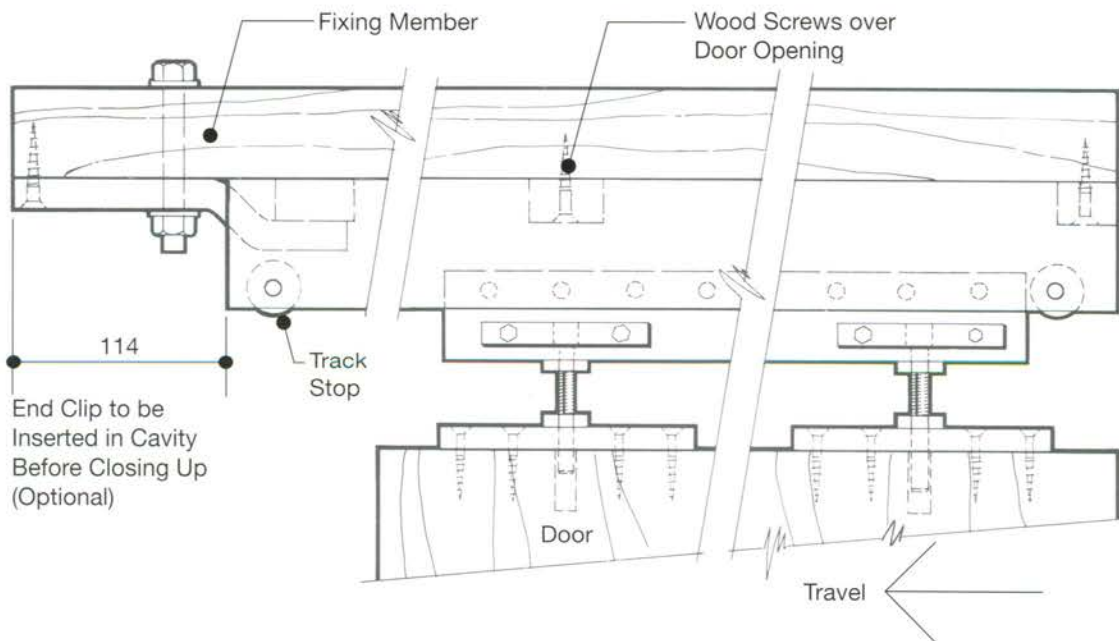 Fixing Member
Wood Screws over
Door Opening
114
Track
Stop
End Clip to be
Inserted in Cavity
Before Closing Up
(Optional)
Door
Travel